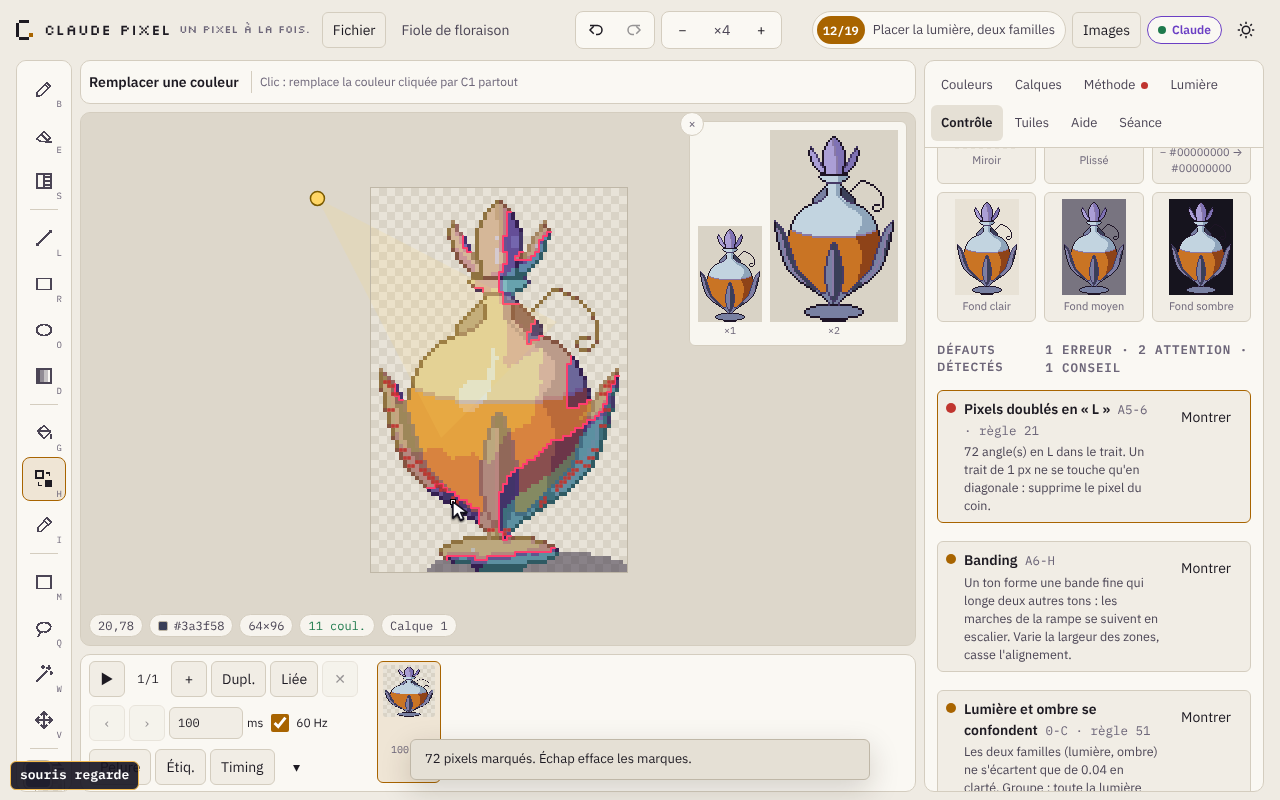 CLAUDE PIXEL UN PIXEL À LA FOIS. Fichier Fiole de floraison − ×4 + 12/19 Placer la lumière, deux familles Images Claude
B
E
S
L
R
O
D
G
H
I
M
Q
W
V
Remplacer une couleur Clic : remplace la couleur cliquée par C1 partout
×
×1 ×2
20,78 #3a3f58 64×96 11 coul. Calque 1
1/1 + Dupl. Liée ×
‹ › 100 ms 60 Hz
Étiq. Timing ▼
100
72 pixels marqués. Échap efface les marques.
souris regarde
Couleurs Calques Méthode Lumière
Contrôle Tuiles Aide Séance
Miroir Plissé – #00000000 →
#00000000
Fond clair Fond moyen Fond sombre
DÉFAUTS DÉTECTÉS
1 ERREUR · 2 ATTENTION ·
1 CONSEIL
Pixels doublés en « L » A5-6
· règle 21
Montrer
72 angle(s) en L dans le trait. Un
trait de 1 px ne se touche qu'en
diagonale : supprime le pixel du
coin.
Banding A6-H
Montrer
Un ton forme une bande fine qui
longe deux autres tons : les
marches de la rampe se suivent en
escalier. Varie la largeur des zones,
casse l'alignement.
Lumière et ombre se
confondent 0-C · règle 51
Montrer
Les deux familles (lumière, ombre)
ne s'écartent que de 0.04 en
clarté. Groupe : toute la lumière